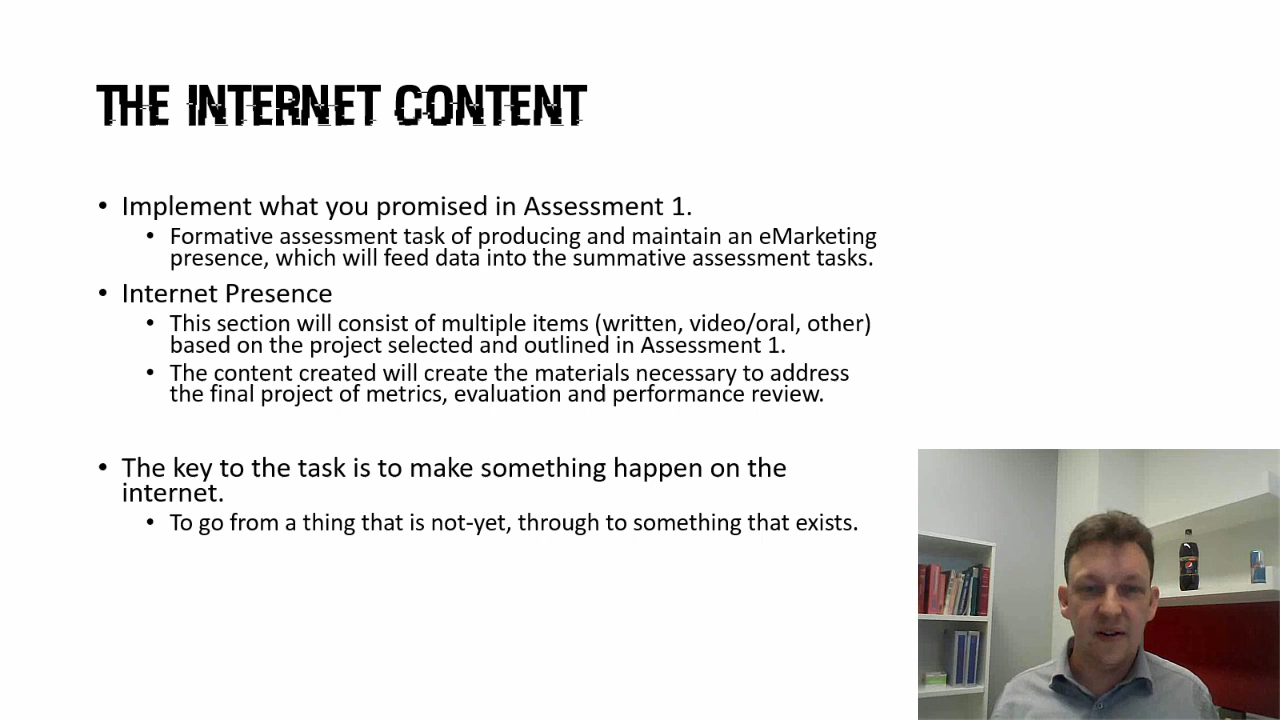 THE INTERNET CONTENT
• Implement what you promised in Assessment 1.
• Formative assessment task of producing and maintain an eMarketing
presence, which will feed data into the summative assessment tasks.
• Internet Presence
• This section will consist of multiple items (written, video/oral, other)
based on the project selected and outlined in Assessment 1.
• The content created will create the materials necessary to address
the final project of metrics, evaluation and performance review.
• The key to the task is to make something happen on the
internet.
• To go from a thing that is not-yet, through to something that exists.